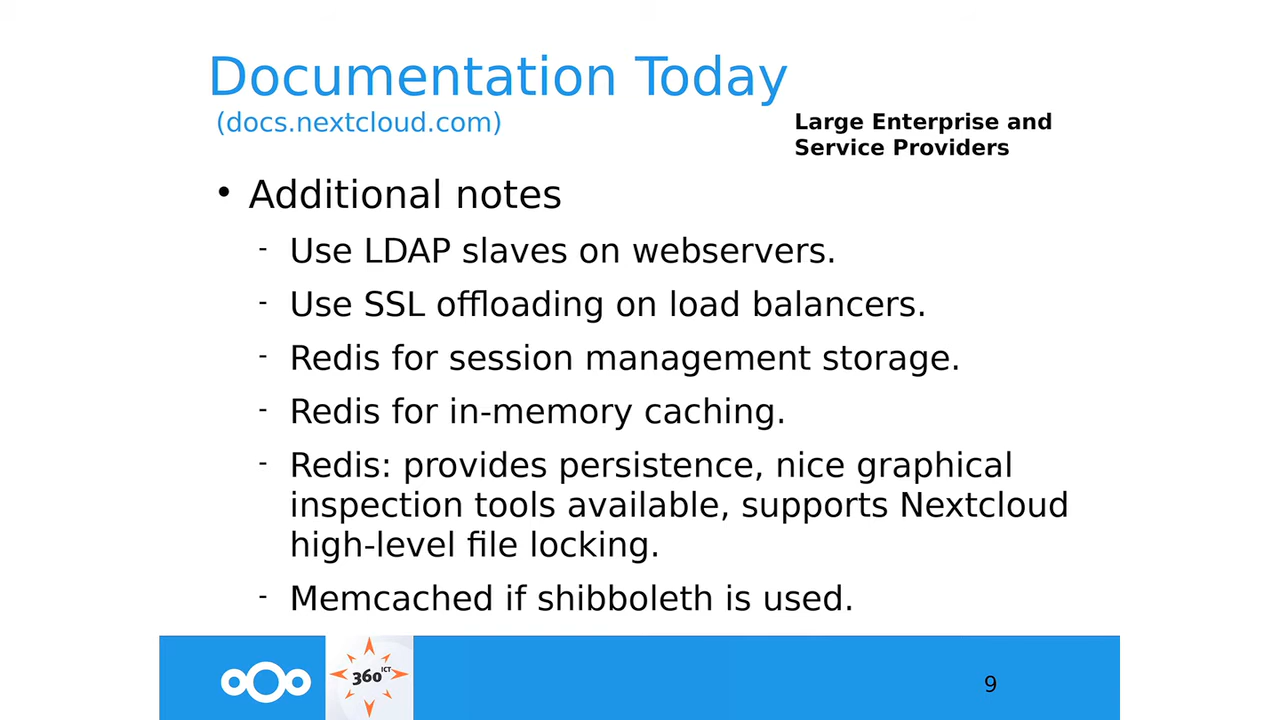 Documentation Today
(docs.nextcloud.com)
Large Enterprise and
Service Providers
• Additional notes
- Use LDAP slaves on webservers.
- Use SSL offloading on load balancers.
- Redis for session management storage.
- Redis for in-memory caching.
- Redis: provides persistence, nice graphical
inspection tools available, supports Nextcloud
high-level file locking.
- Memcached if shibboleth is used.
360 ICT
9